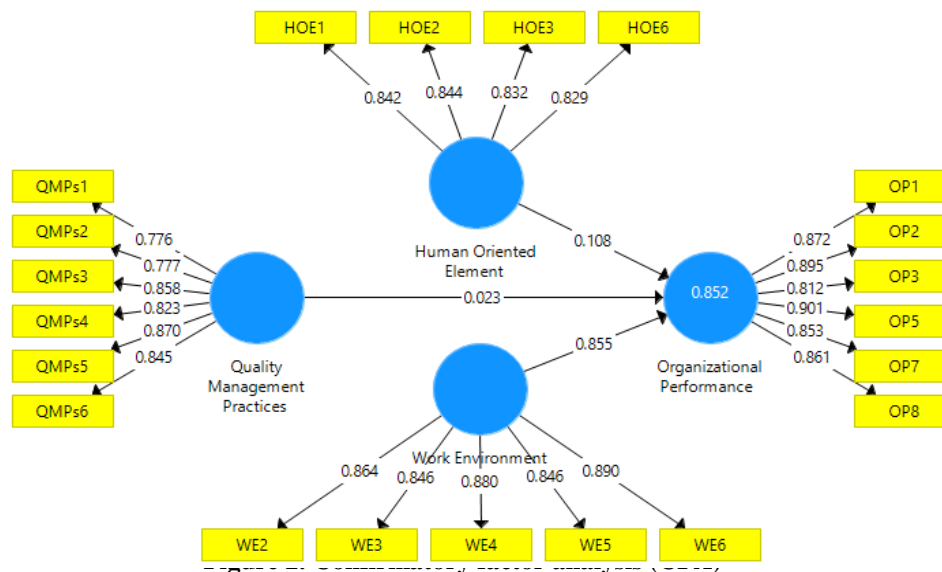 HOE1 HOE2 HOE3 HOE6
0.842 0.844 0.832 0.829
QMPs1
QMPs2
QMPs3
QMPs4
QMPs5
QMPs6
0.776
0.777
0.858
0.823
0.870
0.845
Quality
Management
Practices
Human Oriented
Element
0.108
0.023
0.855
0.852
Organizational
Performance
0.872
0.895
0.812
0.901
0.853
0.861
OP1
OP2
OP3
OP5
OP7
OP8
Work Environment
0.864 0.846 0.880 0.846 0.890
WE2 WE3 WE4 WE5 WE6